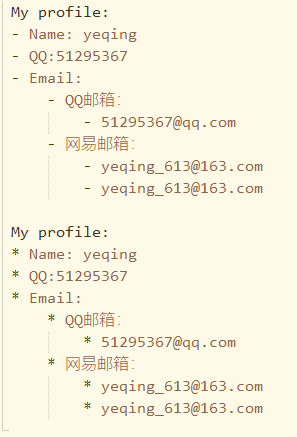 My profile:
- Name: yeqing
- QQ:51295367
- Email:
- QQ邮箱:
- 51295367@qq.com
- 网易邮箱:
- yeqing_613@163.com
- yeqing_613@163.com
My profile:
* Name: yeqing
* QQ:51295367
* Email:
* QQ邮箱:
* 51295367@qq.com
* 网易邮箱:
* yeqing_613@163.com
* yeqing_613@163.com